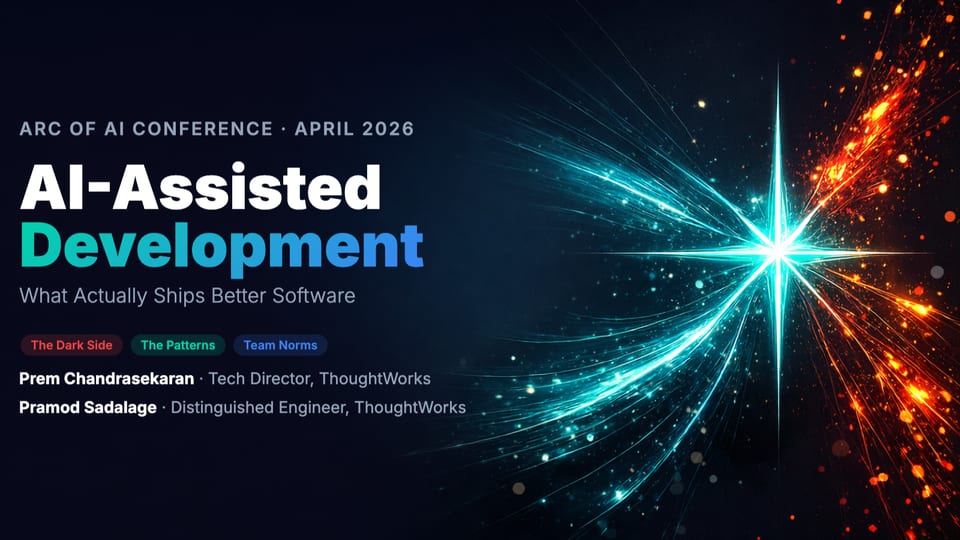 ARC OF AI CONFERENCE · APRIL 2026
AI-Assisted
Development
What Actually Ships Better Software
The Dark Side The Patterns Team Norms
Prem Chandrasekaran · Tech Director, ThoughtWorks
Pramod Sadalage · Distinguished Engineer, ThoughtWorks